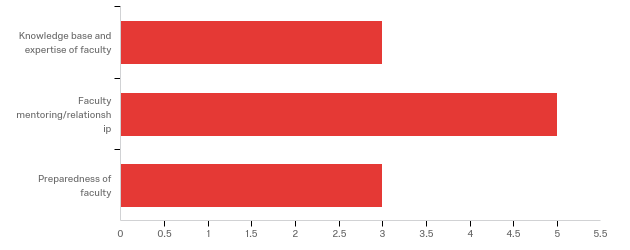 Knowledge base and
expertise of faculty
Faculty
mentoring/relationsh
ip
Preparedness of
faculty
0 0.5 1 1.5 2 2.5 3 3.5 4 4.5 5 5.5